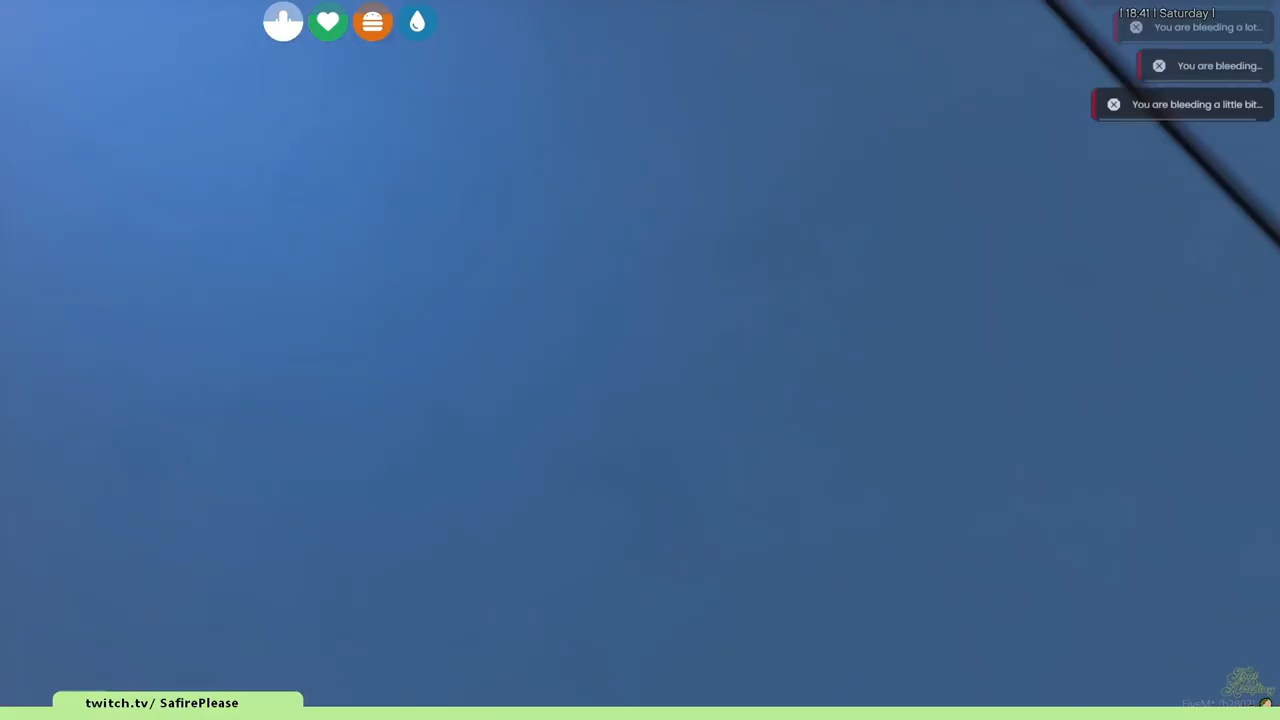 | 18:41 | Saturday |
You are bleeding a lot...
You are bleeding...
You are bleeding a little bit...
twitch.tv/ SafirePlease